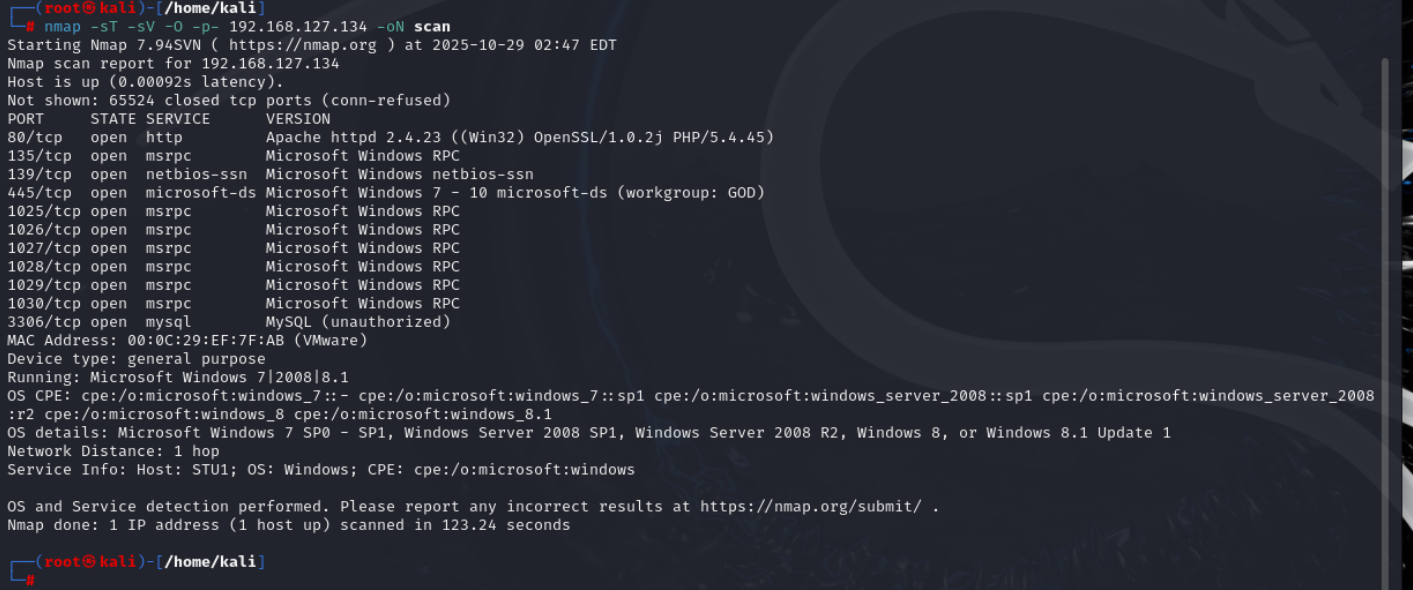 ┌──(root㉿kali)-[/home/kali]
└─# nmap -sT -sV -O -p- 192.168.127.134 -oN scan
Starting Nmap 7.94SVN ( https://nmap.org ) at 2025-10-29 02:47 EDT
Nmap scan report for 192.168.127.134
Host is up (0.00092s latency).
Not shown: 65524 closed tcp ports (conn-refused)
PORT     STATE SERVICE      VERSION
80/tcp   open  http         Apache httpd 2.4.23 ((Win32) OpenSSL/1.0.2j PHP/5.4.45)
135/tcp  open  msrpc        Microsoft Windows RPC
139/tcp  open  netbios-ssn  Microsoft Windows netbios-ssn
445/tcp  open  microsoft-ds Microsoft Windows 7 - 10 microsoft-ds (workgroup: GOD)
1025/tcp open  msrpc        Microsoft Windows RPC
1026/tcp open  msrpc        Microsoft Windows RPC
1027/tcp open  msrpc        Microsoft Windows RPC
1028/tcp open  msrpc        Microsoft Windows RPC
1029/tcp open  msrpc        Microsoft Windows RPC
1030/tcp open  msrpc        Microsoft Windows RPC
3306/tcp open  mysql        MySQL (unauthorized)
MAC Address: 00:0C:29:EF:7F:AB (VMware)
Device type: general purpose
Running: Microsoft Windows 7|2008|8.1
OS CPE: cpe:/o:microsoft:windows_7::- cpe:/o:microsoft:windows_7::sp1 cpe:/o:microsoft:windows_server_2008::sp1 cpe:/o:microsoft:windows_server_2008
:r2 cpe:/o:microsoft:windows_8 cpe:/o:microsoft:windows_8.1
OS details: Microsoft Windows 7 SP0 - SP1, Windows Server 2008 SP1, Windows Server 2008 R2, Windows 8, or Windows 8.1 Update 1
Network Distance: 1 hop
Service Info: Host: STU1; OS: Windows; CPE: cpe:/o:microsoft:windows

OS and Service detection performed. Please report any incorrect results at https://nmap.org/submit/ .
Nmap done: 1 IP address (1 host up) scanned in 123.24 seconds

┌──(root㉿kali)-[/home/kali]
└─#